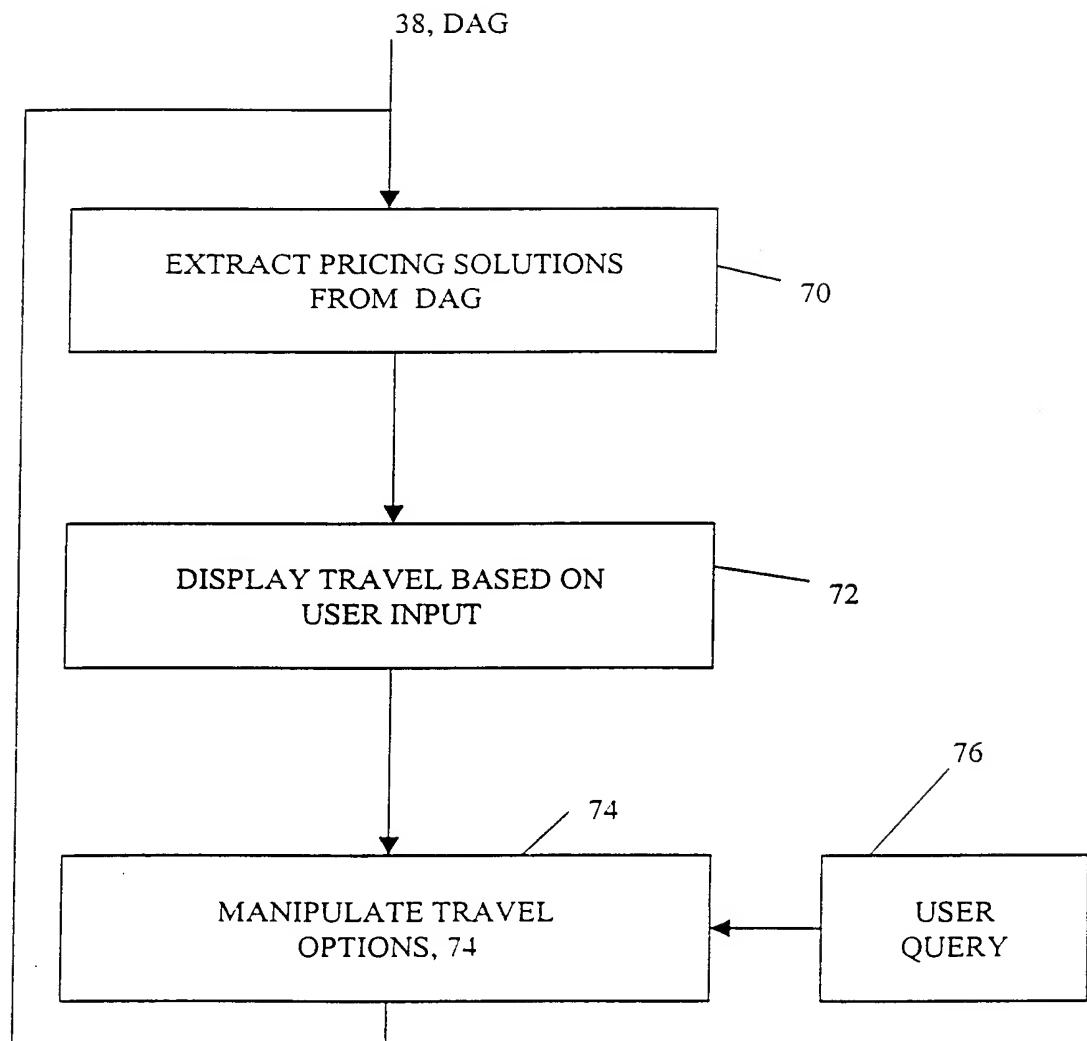 38, DAG
EXTRACT PRICING SOLUTIONS
FROM DAG
70
DISPLAY TRAVEL BASED ON
USER INPUT
72
76
74
MANIPULATE TRAVEL
OPTIONS, 74
USER
QUERY